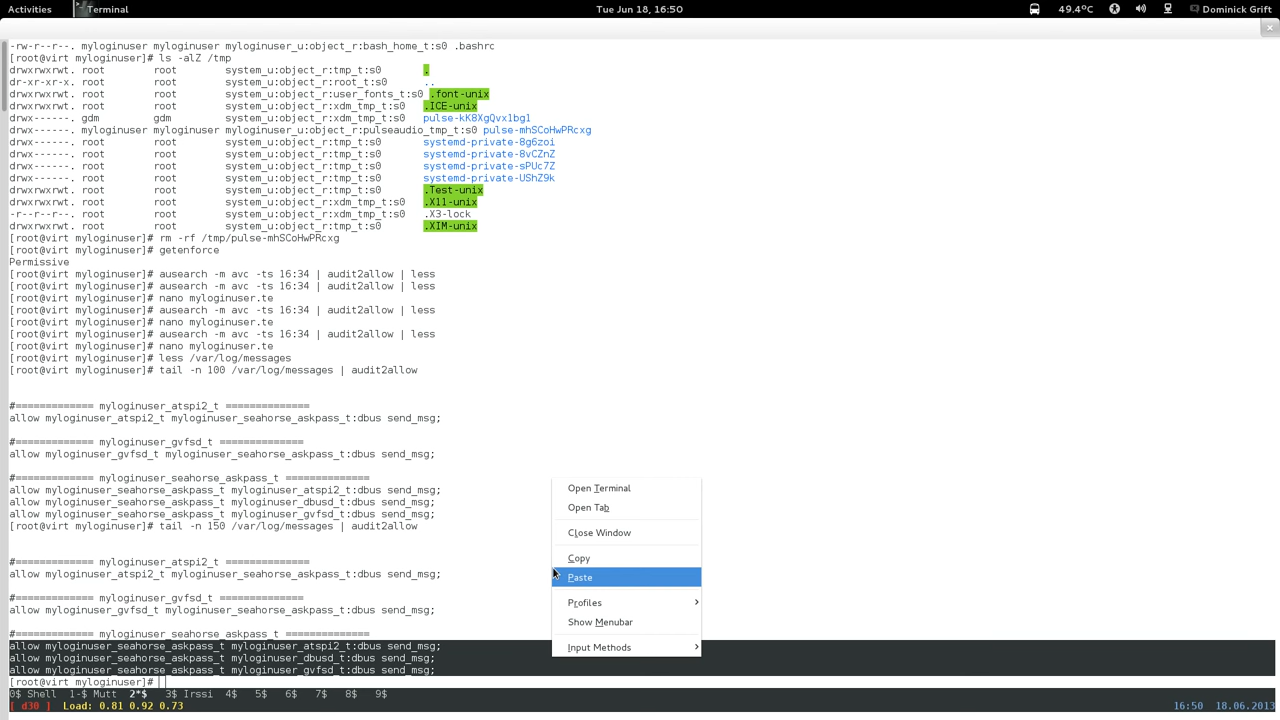 Activities Terminal Tue Jun 18, 16:50 49.4ºC Dominick Grift
-rw-r--r--. myloginuser myloginuser myloginuser_u:object_r:bash_home_t:s0 .bashrc
[root@virt myloginuser]# ls -alZ /tmp
drwxrwxrwt. root root system_u:object_r:tmp_t:s0 .
dr-xr-xr-x. root root system_u:object_r:root_t:s0 ..
drwxrwxrwt. root root system_u:object_r:user_fonts_t:s0 .font-unix
drwxrwxrwt. root root system_u:object_r:xdm_tmp_t:s0 .ICE-unix
drwx------. gdm gdm system_u:object_r:xdm_tmp_t:s0 pulse-kK8XgQvx1bgl
drwx------. myloginuser myloginuser myloginuser_u:object_r:pulseaudio_tmp_t:s0 pulse-mhSCoHwPRcxg
drwx------. root root system_u:object_r:tmp_t:s0 systemd-private-8g6zoi
drwx------. root root system_u:object_r:tmp_t:s0 systemd-private-8vCZnZ
drwx------. root root system_u:object_r:tmp_t:s0 systemd-private-sPUc7Z
drwx------. root root system_u:object_r:tmp_t:s0 systemd-private-UShZ9k
drwxrwxrwt. root root system_u:object_r:tmp_t:s0 .Test-unix
drwxrwxrwt. root root system_u:object_r:xdm_tmp_t:s0 .X11-unix
-r--r--r--. root root system_u:object_r:xdm_tmp_t:s0 .X3-lock
drwxrwxrwt. root root system_u:object_r:xdm_tmp_t:s0 .XIM-unix
[root@virt myloginuser]# rm -rf /tmp/pulse-mhSCoHwPRcxg
[root@virt myloginuser]# getenforce
Permissive
[root@virt myloginuser]# ausearch -m avc -ts 16:34 | audit2allow | less
[root@virt myloginuser]# ausearch -m avc -ts 16:34 | audit2allow | less
[root@virt myloginuser]# nano myloginuser.te
[root@virt myloginuser]# ausearch -m avc -ts 16:34 | audit2allow | less
[root@virt myloginuser]# nano myloginuser.te
[root@virt myloginuser]# ausearch -m avc -ts 16:34 | audit2allow | less
[root@virt myloginuser]# nano myloginuser.te
[root@virt myloginuser]# less /var/log/messages
[root@virt myloginuser]# tail -n 100 /var/log/messages | audit2allow
#============= myloginuser_atspi2_t ==============
allow myloginuser_atspi2_t myloginuser_seahorse_askpass_t:dbus send_msg;
#============= myloginuser_gvfsd_t ==============
allow myloginuser_gvfsd_t myloginuser_seahorse_askpass_t:dbus send_msg;
#============= myloginuser_seahorse_askpass_t ==============
allow myloginuser_seahorse_askpass_t myloginuser_atspi2_t:dbus send_msg;
allow myloginuser_seahorse_askpass_t myloginuser_dbusd_t:dbus send_msg;
allow myloginuser_seahorse_askpass_t myloginuser_gvfsd_t:dbus send_msg;
[root@virt myloginuser]# tail -n 150 /var/log/messages | audit2allow
#============= myloginuser_atspi2_t ==============
allow myloginuser_atspi2_t myloginuser_seahorse_askpass_t:dbus send_msg;
#============= myloginuser_gvfsd_t ==============
allow myloginuser_gvfsd_t myloginuser_seahorse_askpass_t:dbus send_msg;
#============= myloginuser_seahorse_askpass_t ==============
allow myloginuser_seahorse_askpass_t myloginuser_atspi2_t:dbus send_msg;
allow myloginuser_seahorse_askpass_t myloginuser_dbusd_t:dbus send_msg;
allow myloginuser_seahorse_askpass_t myloginuser_gvfsd_t:dbus send_msg;
[root@virt myloginuser]#
0$ Shell 1-$ Mutt 2*$ 3$ Irssi 4$ 5$ 6$ 7$ 8$ 9$
[ d30 ] Load: 0.81 0.92 0.73 16:50 18.06.2013
Open Terminal
Open Tab
Close Window
Copy
Paste
Profiles
Show Menubar
Input Methods